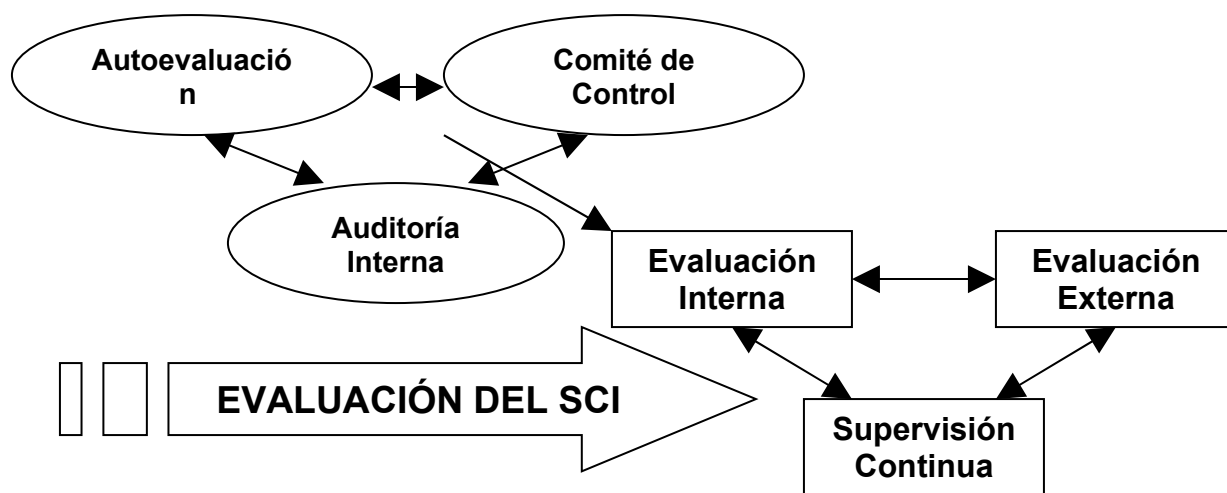 Autoevaluació
n
Comité de
Control
Auditoría
Interna
Evaluación
Interna
Evaluación
Externa
EVALUACIÓN DEL SCI
Supervisión
Continua